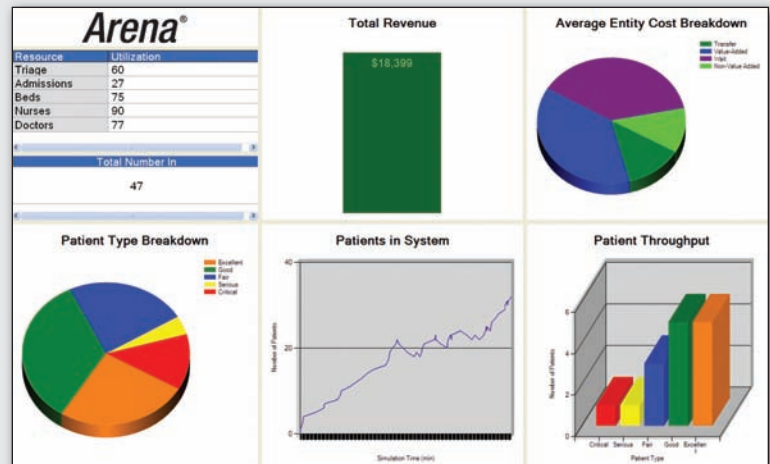 Arena®
Resource Utilization
Triage 60
Admissions 27
Beds 75
Nurses 90
Doctors 77
Total Number In
47
Total Revenue
$18,399
Average Entity Cost Breakdown
Transfer
Value-Added
Wait
Non-Value Added
Patient Type Breakdown
Excellent
Good
Fair
Serious
Critical
Patients in System
40
20
0
Number of Patients
Simulation Time (min)
Patient Throughput
6
4
2
0
Number of Patients
Critical Serious Fair Good Excellen
t
Patient Type